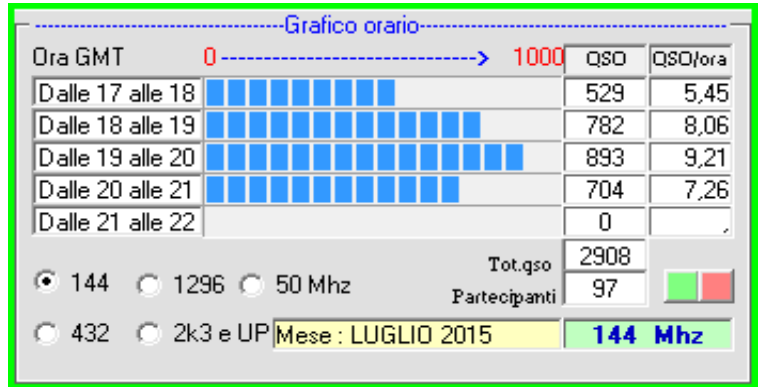 Grafico orario
Ora GMT 0 -----------------------------> 1000 QSO QSO/ora
Dalle 17 alle 18 529 5,45
Dalle 18 alle 19 782 8,06
Dalle 19 alle 20 893 9,21
Dalle 20 alle 21 704 7,26
Dalle 21 alle 22 0 ,
Tot.qso 2908
144 1296 50 Mhz Partecipanti 97
432 2k3 e UP Mese : LUGLIO 2015 144 Mhz